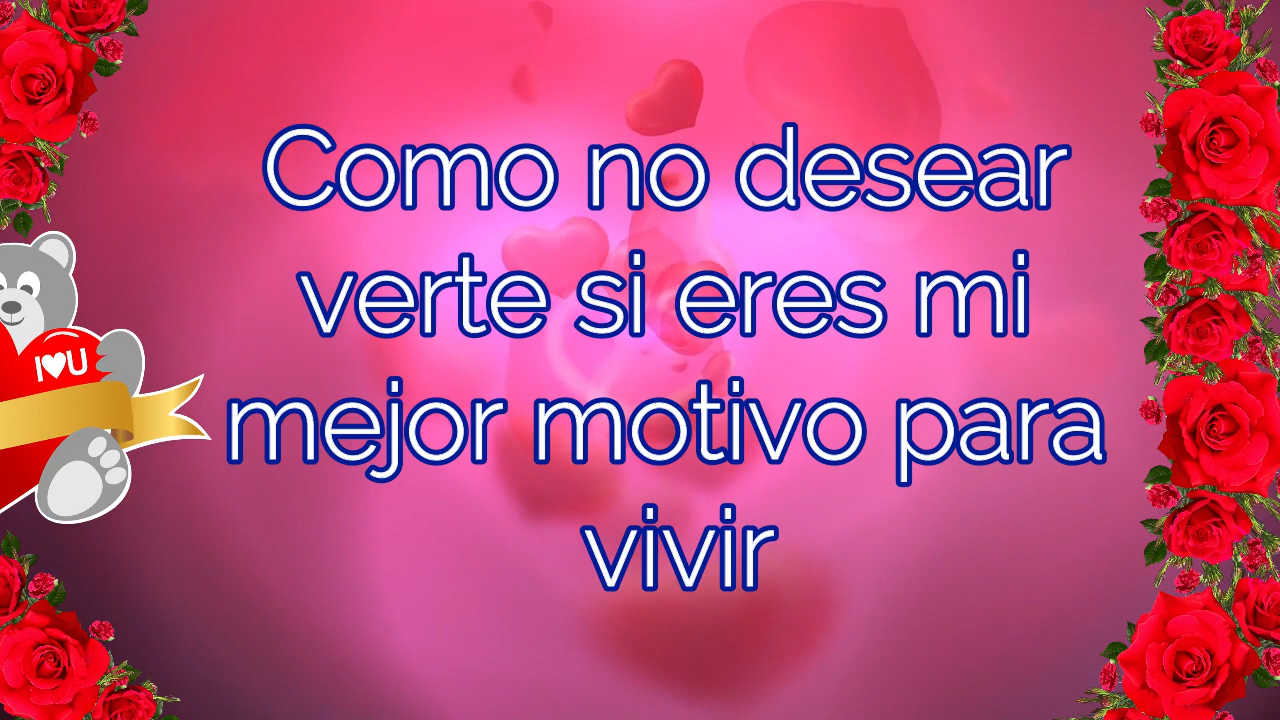 Como no desear
verte si eres mi
mejor motivo para
vivir
I♥U